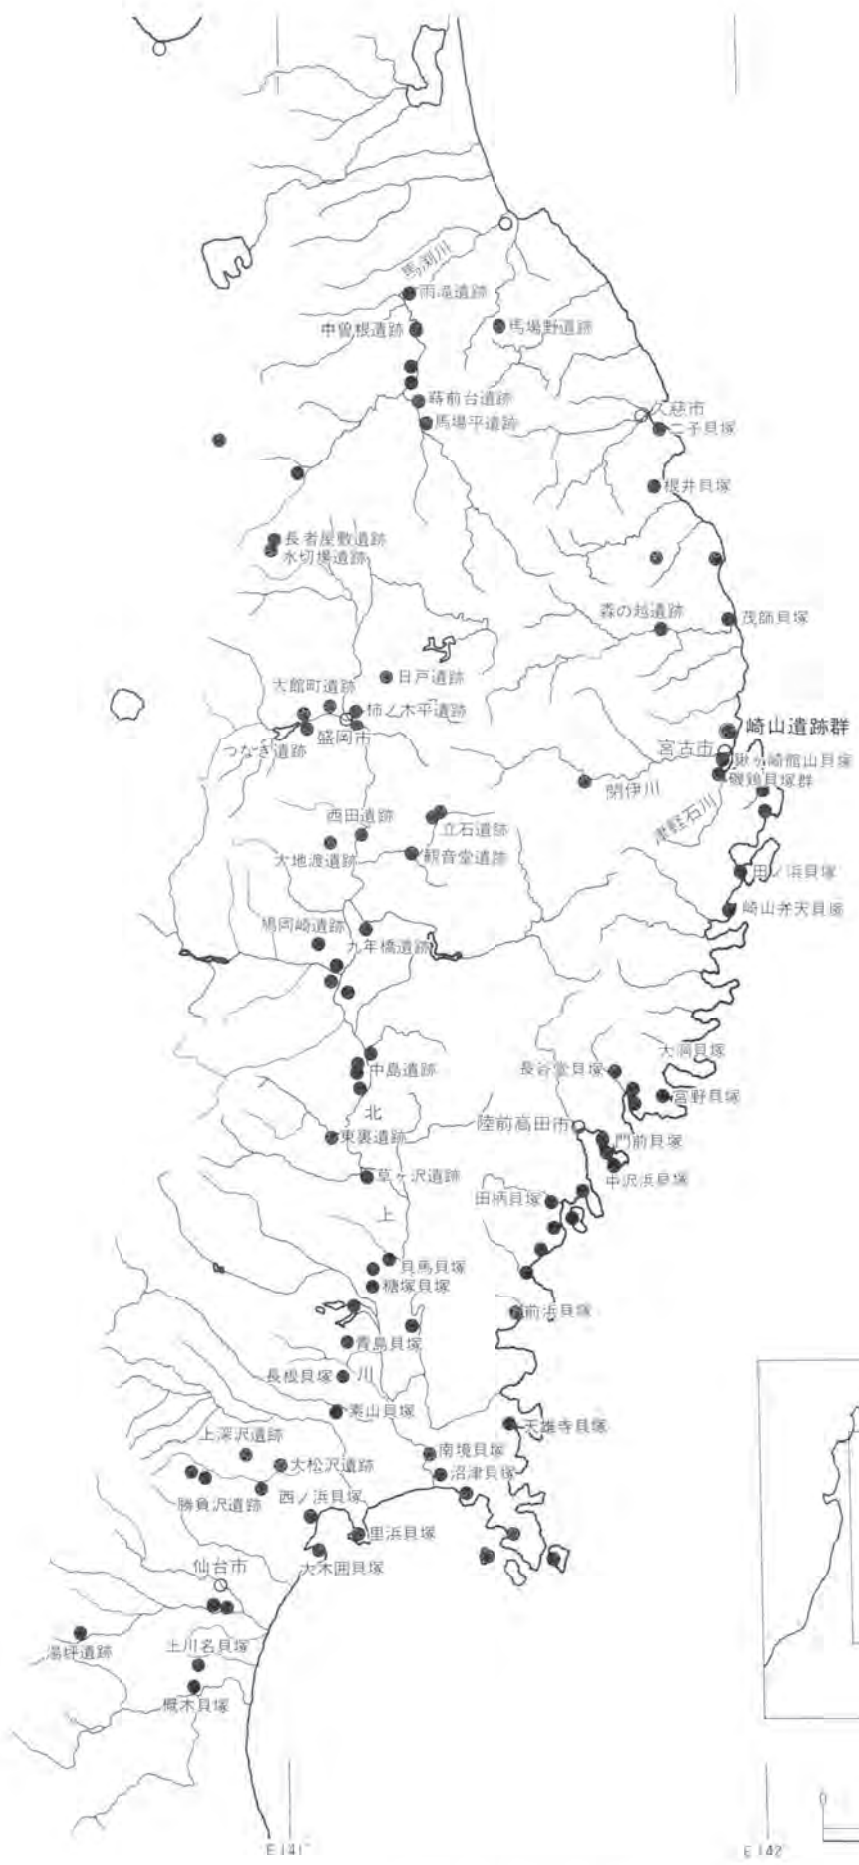 馬渕川
雨滝遺跡
中曽根遺跡
馬場野遺跡
蒔前台遺跡
馬場平遺跡
久慈市
二子貝塚
根井貝塚
長者屋敷遺跡
水切場遺跡
森の越遺跡
茂師貝塚
日戸遺跡
大館町遺跡
柿ノ木平遺跡
盛岡市
つなぎ遺跡
崎山遺跡群
宮古市
鍬ヶ崎館山貝塚
磯鶏貝塚群
閉伊川
津軽石川
西田遺跡
立石遺跡
大地渡遺跡
観音堂遺跡
田ノ浜貝塚
崎山弁天貝塚
鳩岡崎遺跡
九年橋遺跡
大洞貝塚
長谷堂貝塚
中島遺跡
宮野貝塚
北
陸前高田市
東裏遺跡
門前貝塚
中沢浜貝塚
草ヶ沢遺跡
田柄貝塚
上
貝鳥貝塚
糠塚貝塚
前浜貝塚
青島貝塚
長根貝塚
川
素山貝塚
天雄寺貝塚
上深沢遺跡
南境貝塚
大松沢遺跡
沼津貝塚
勝負沢遺跡
西ノ浜貝塚
里浜貝塚
大木囲貝塚
仙台市
湯坪遺跡
上川名貝塚
槻木貝塚
0
E141°
E142°